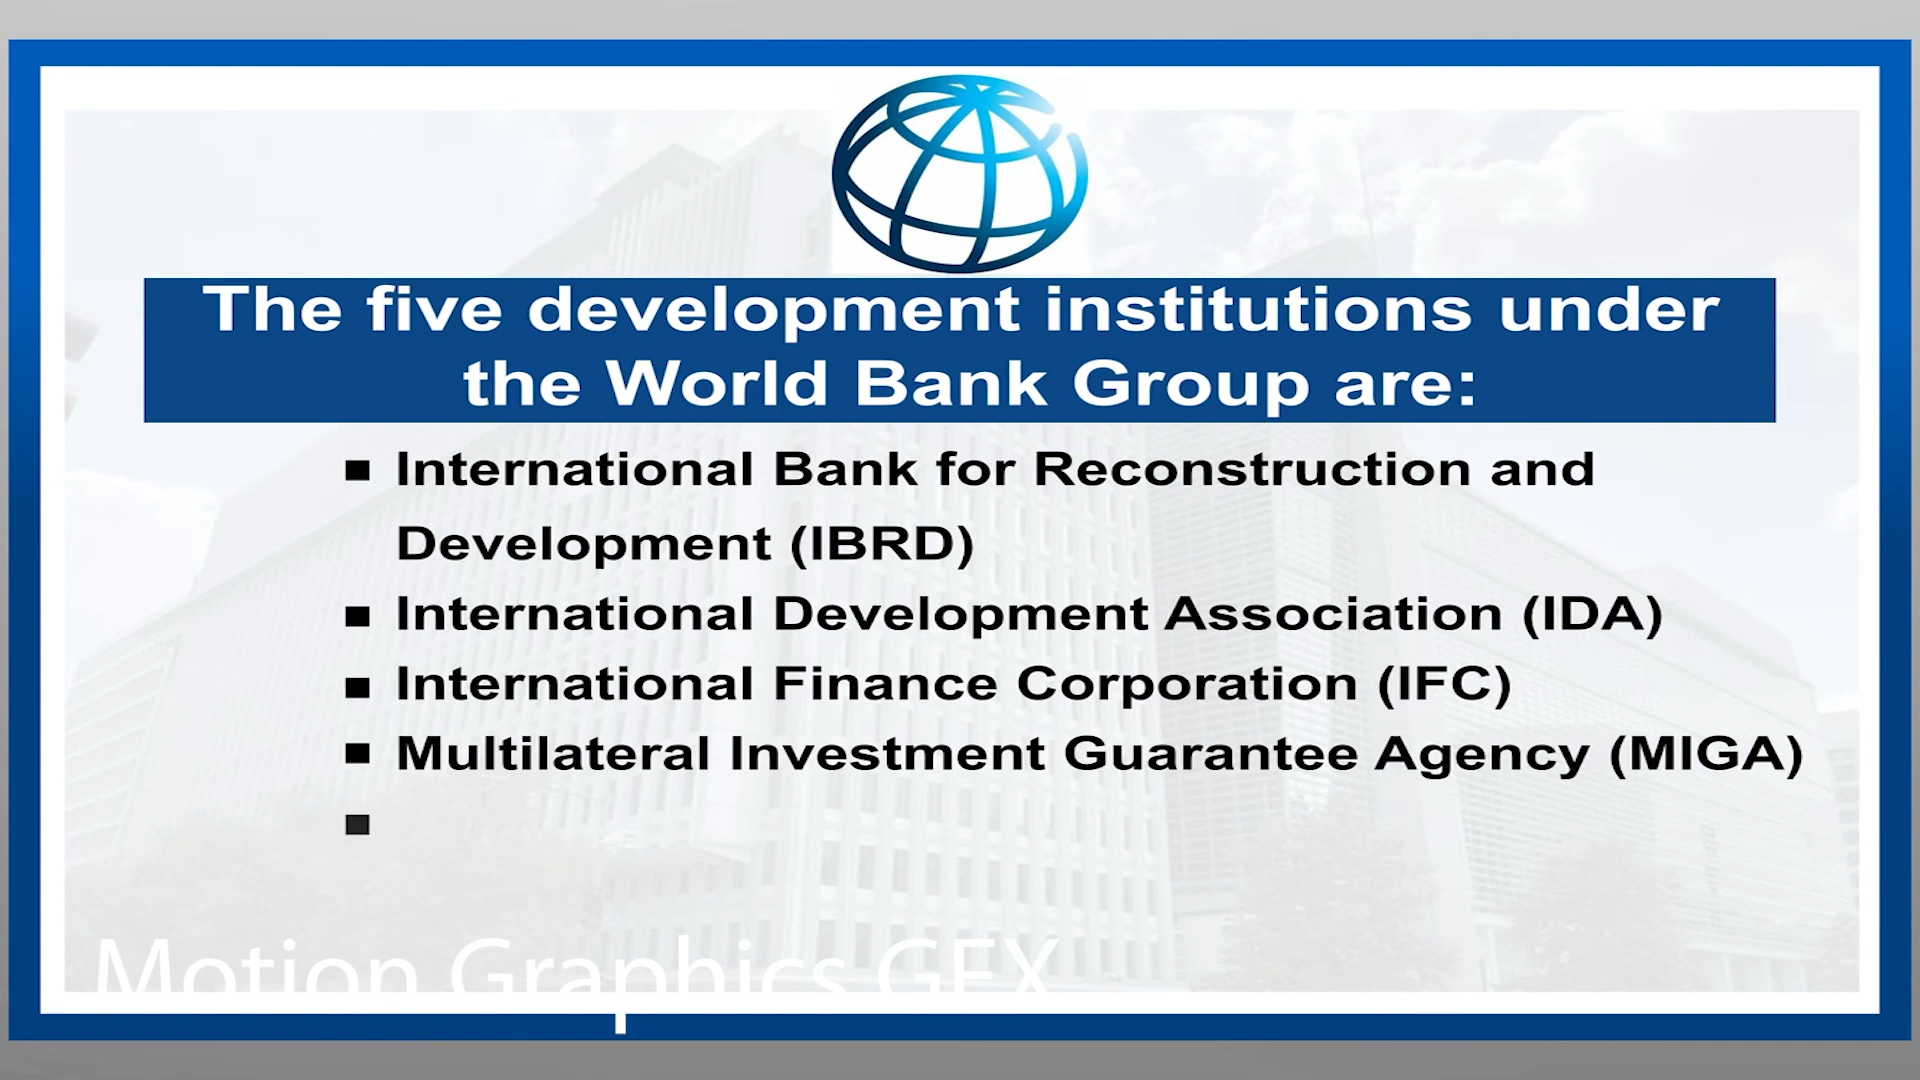 The five development institutions under
the World Bank Group are:
■ International Bank for Reconstruction and
Development (IBRD)
■ International Development Association (IDA)
■ International Finance Corporation (IFC)
■ Multilateral Investment Guarantee Agency (MIGA)
■
Motion Graphics GFX